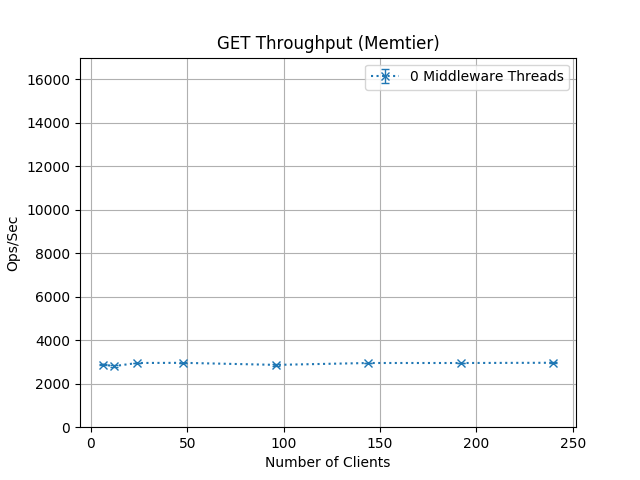 GET Throughput (Memtier)
0 Middleware Threads
16000
14000
12000
10000
8000
6000
4000
2000
0
Ops/Sec
0 50 100 150 200 250
Number of Clients